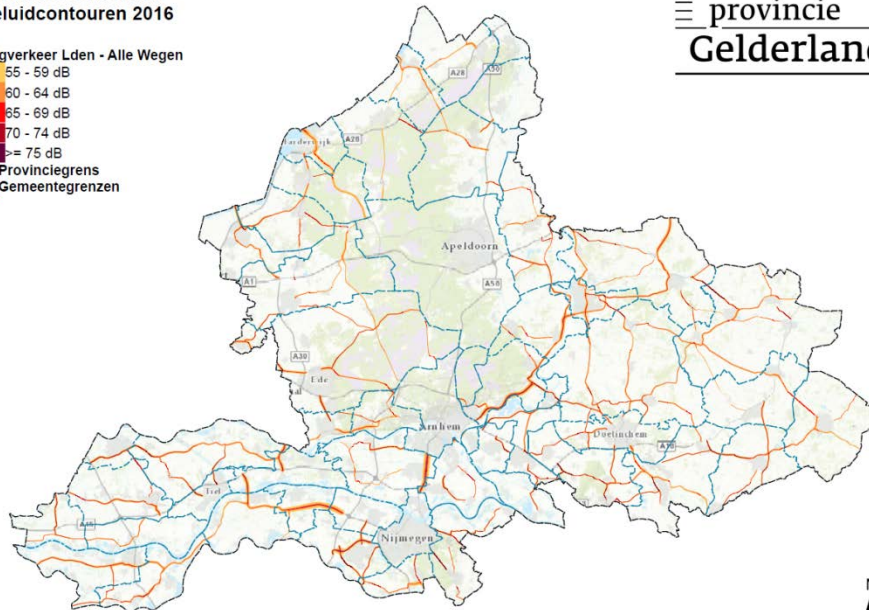 eluidcontouren 2016
provincie
Gelderland
gverkeer Lden - Alle Wegen
55 - 59 dB
60 - 64 dB
65 - 69 dB
70 - 74 dB
>= 75 dB
Provinciegrens
Gemeentegrenzen
A28
A50
Harderwijk
A28
Apeldoorn
A1
A50
A30
Ede
Arnhem
Doetinchem
A18
Tiel
A15
Nijmegen